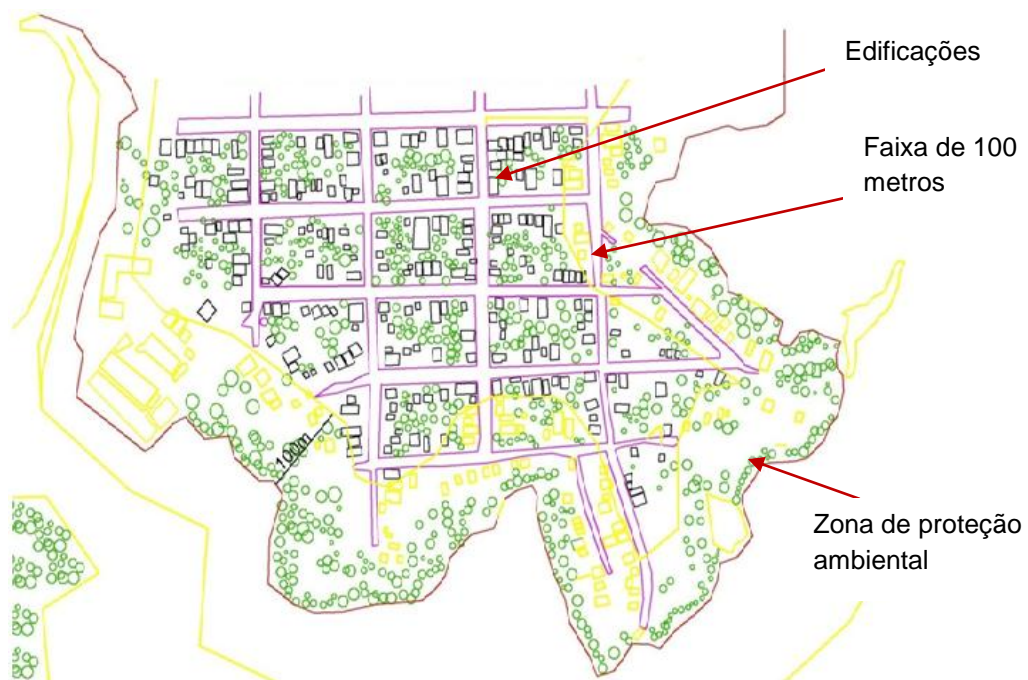 Edificações
Faixa de 100
metros
100m
Zona de proteção
ambiental